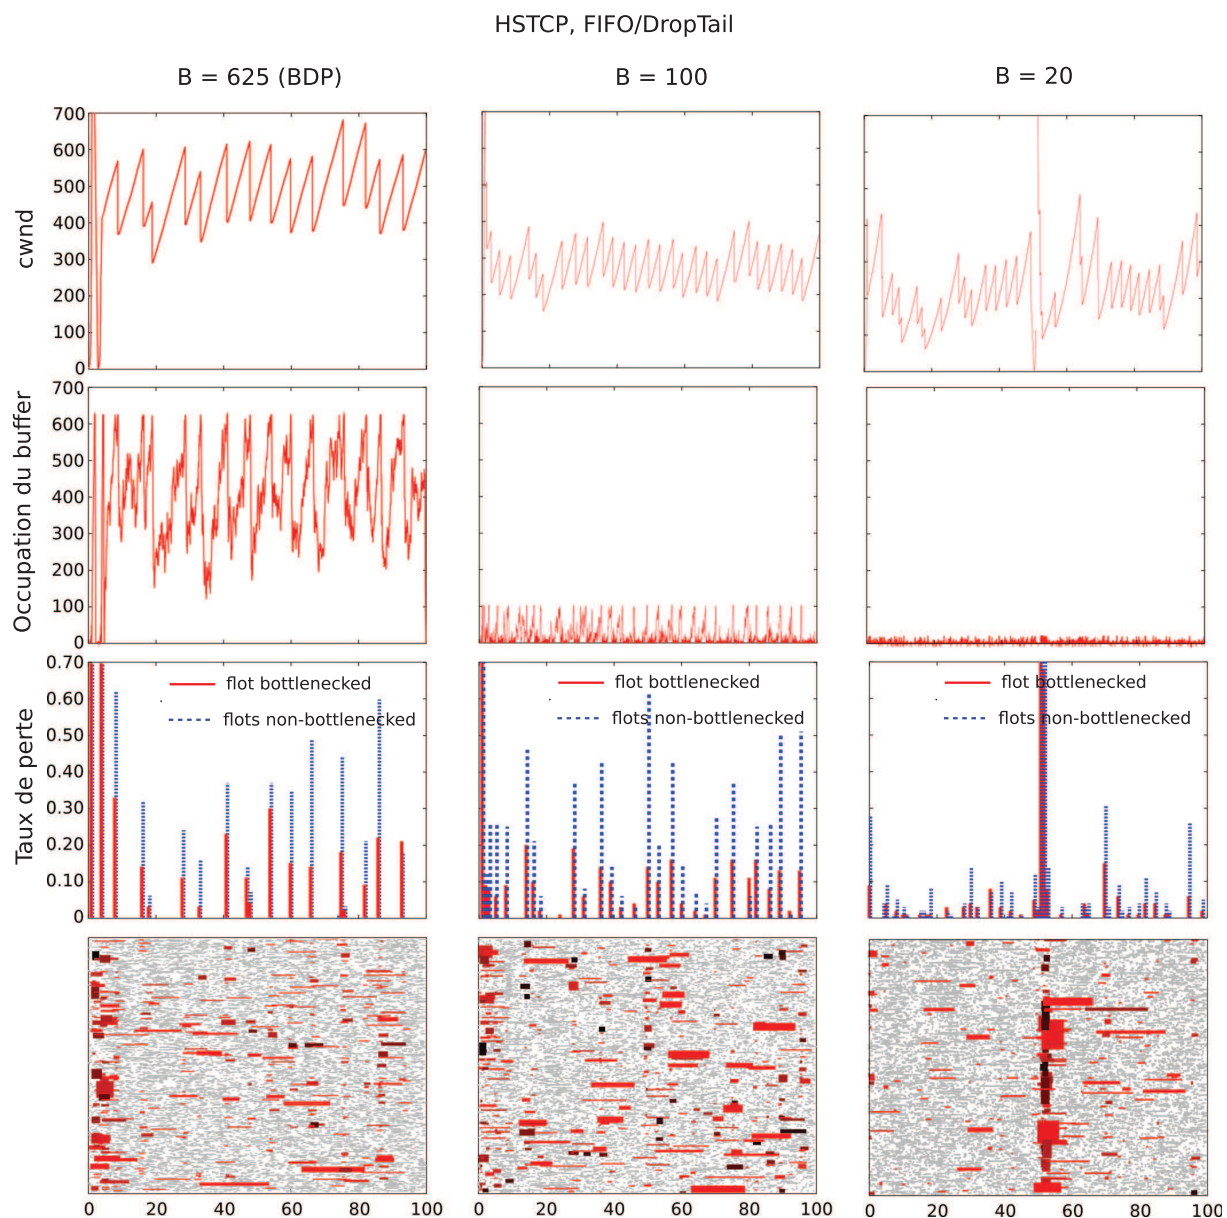 HSTCP, FIFO/DropTail
B = 625 (BDP)
B = 100
B = 20
cwnd
700
600
500
400
300
200
100
0
Occupation du buffer
700
600
500
400
300
200
100
0
Taux de perte
0.70
0.60
0.50
0.40
0.30
0.20
0.10
0
flot bottlenecked
flots non-bottlenecked
flot bottlenecked
flots non-bottlenecked
flot bottlenecked
flots non-bottlenecked
0 20 40 60 80 100
0 20 40 60 80 100
0 20 40 60 80 100